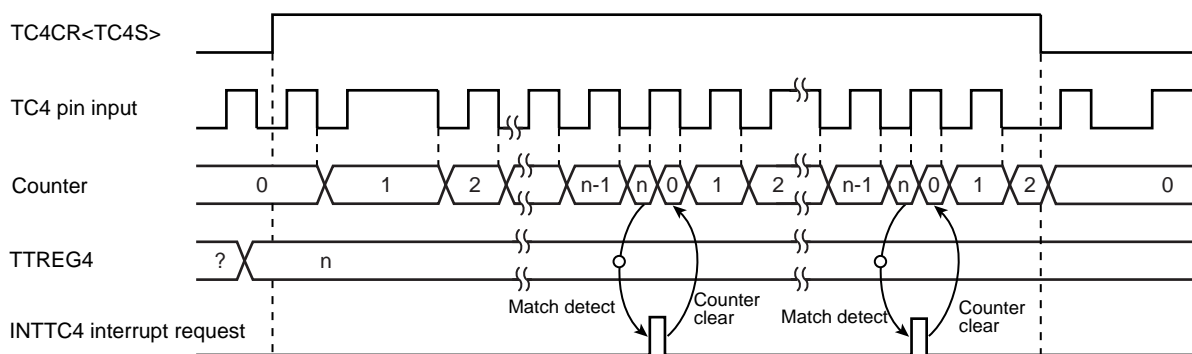 TC4CR<TC4S>
TC4 pin input
Counter 0 1 2 n-1 n 0 1 2 n-1 n 0 1 2 0
TTREG4 ? n
Match detect Counter clear Match detect Counter clear
INTTC4 interrupt request